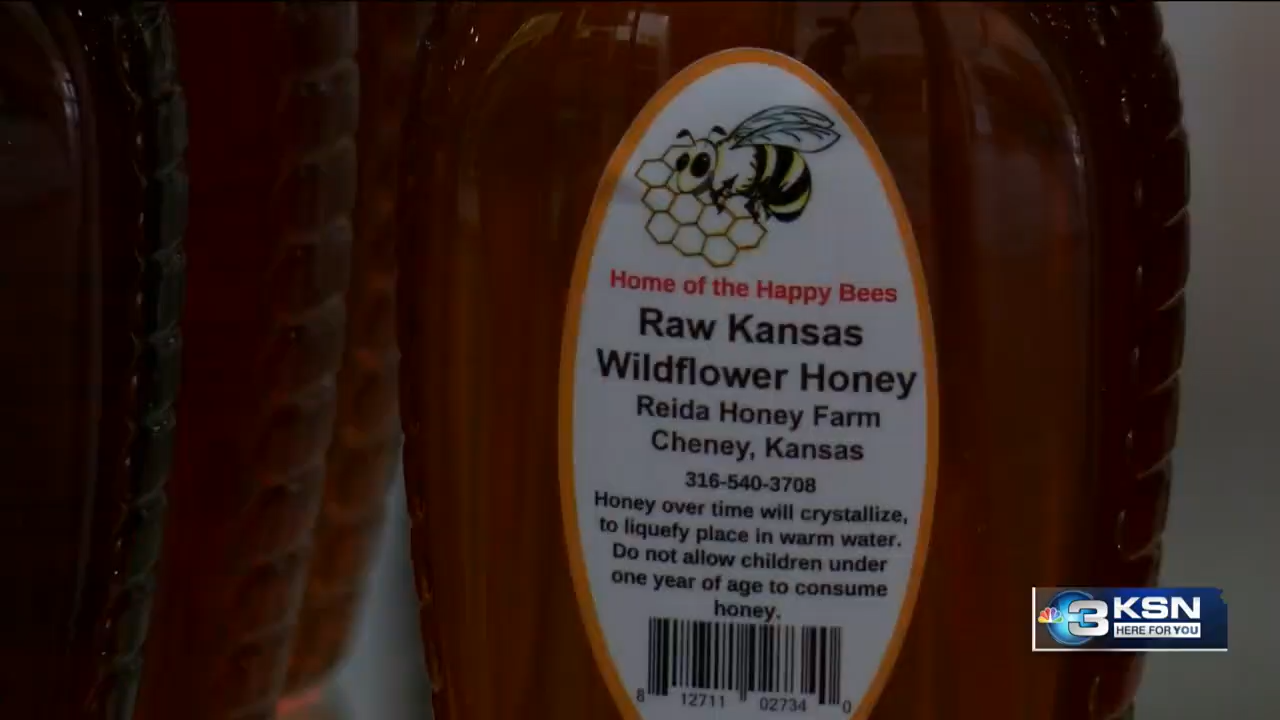 Home of the Happy Bees
Raw Kansas
Wildflower Honey
Reida Honey Farm
Cheney, Kansas
316-540-3708
Honey over time will crystallize,
to liquefy place in warm water.
Do not allow children under
one year of age to consume
honey.
8 12711 02734 0
3 KSN
HERE FOR YOU